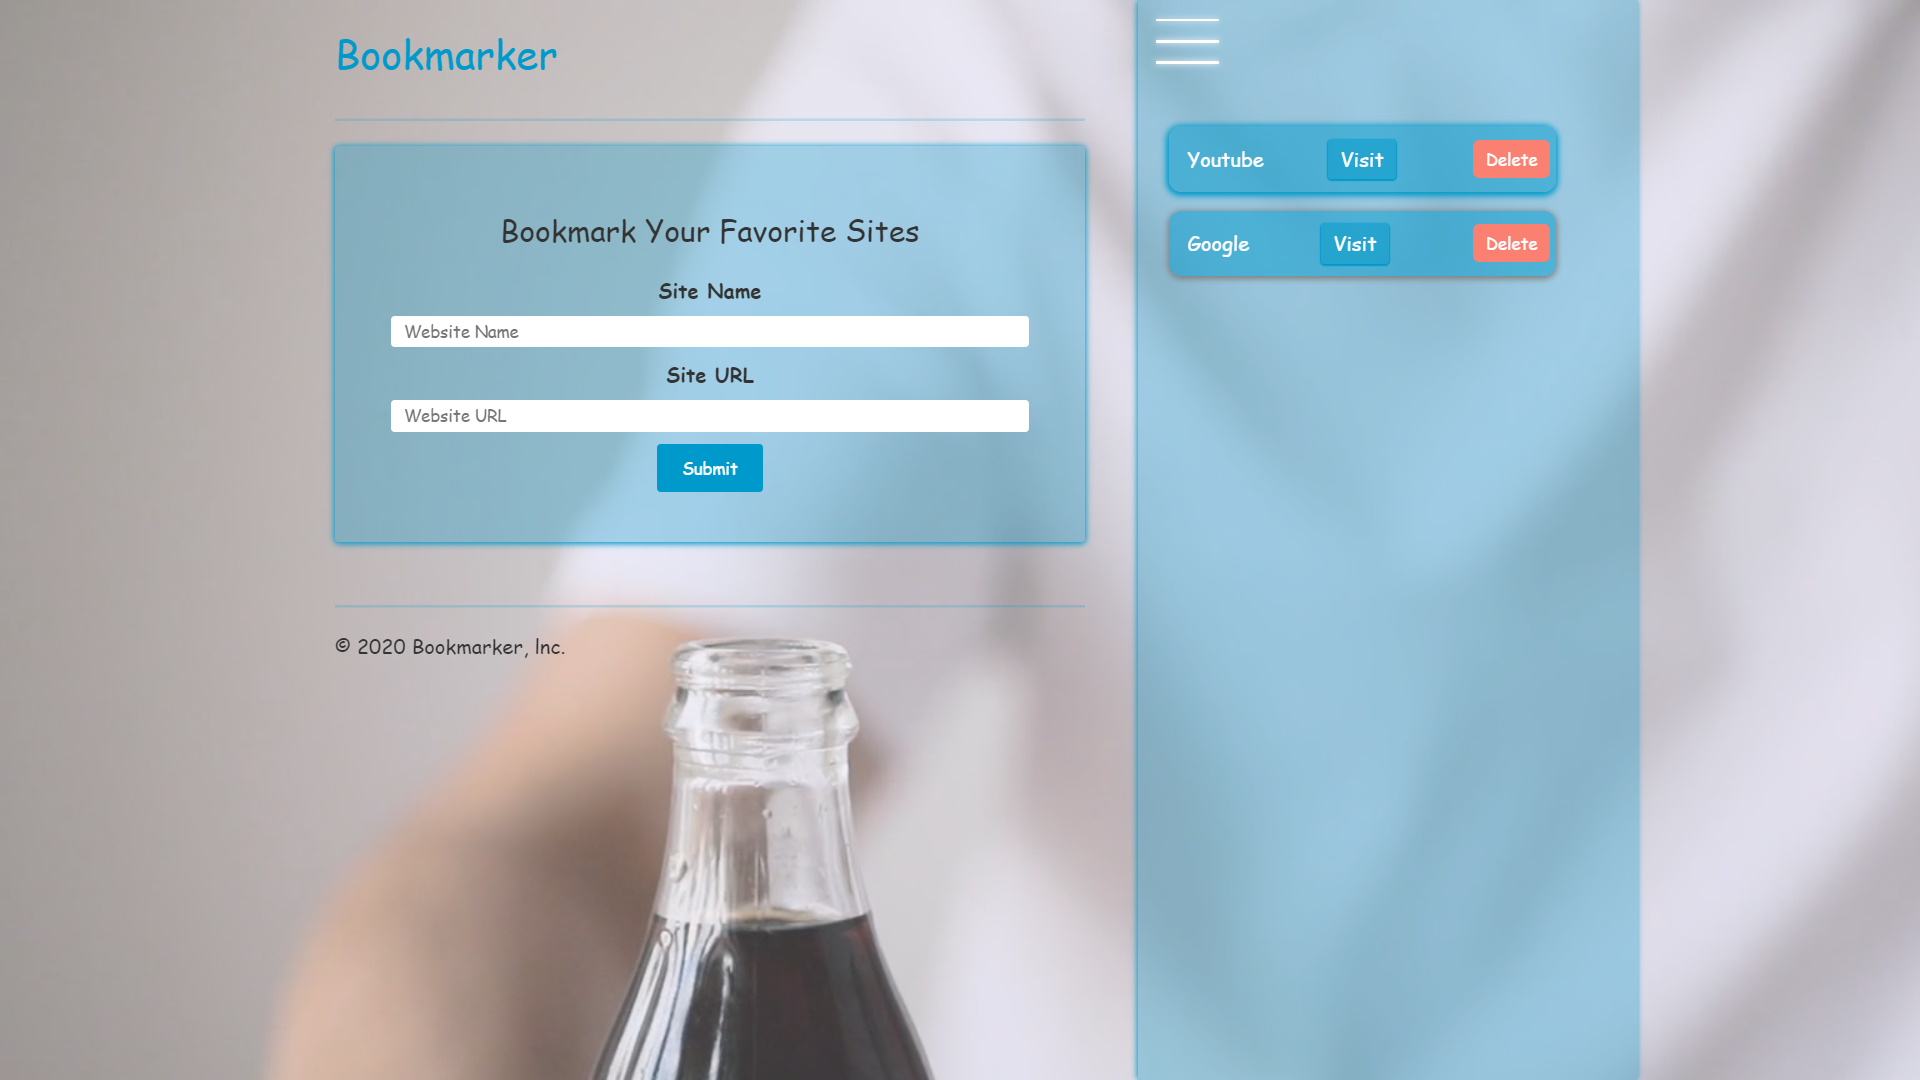 Bookmarker
Bookmark Your Favorite Sites
Site Name
Website Name
Site URL
Website URL
Submit
© 2020 Bookmarker, Inc.
Youtube Visit Delete
Google Visit Delete